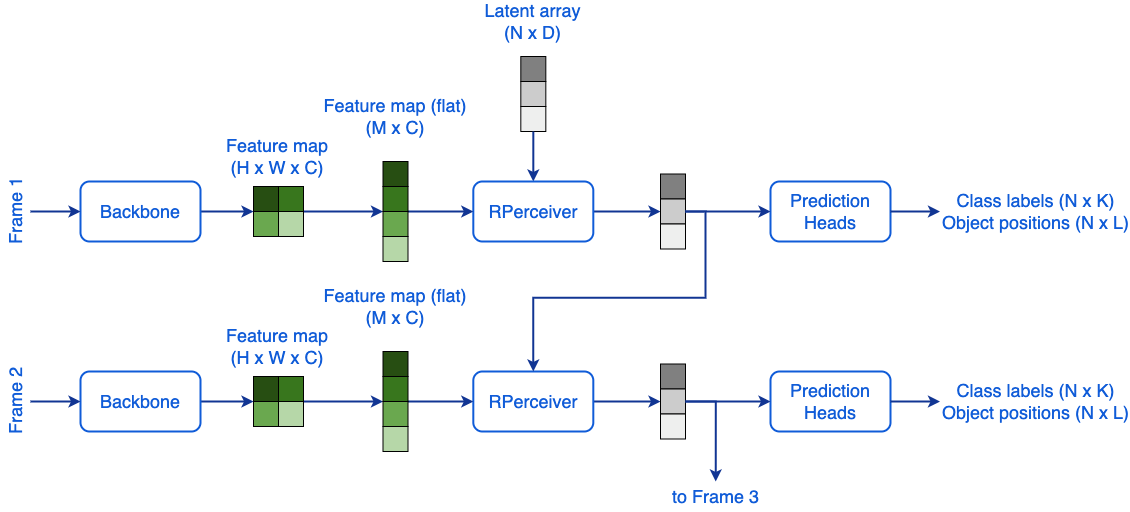 Latent array
(N x D)
Feature map (flat)
(M x C)
Feature map
(H x W x C)
Frame 1
Backbone
RPerceiver
Prediction
Heads
Class labels (N x K)
Object positions (N x L)
Feature map (flat)
(M x C)
Feature map
(H x W x C)
Frame 2
Backbone
RPerceiver
Prediction
Heads
Class labels (N x K)
Object positions (N x L)
to Frame 3